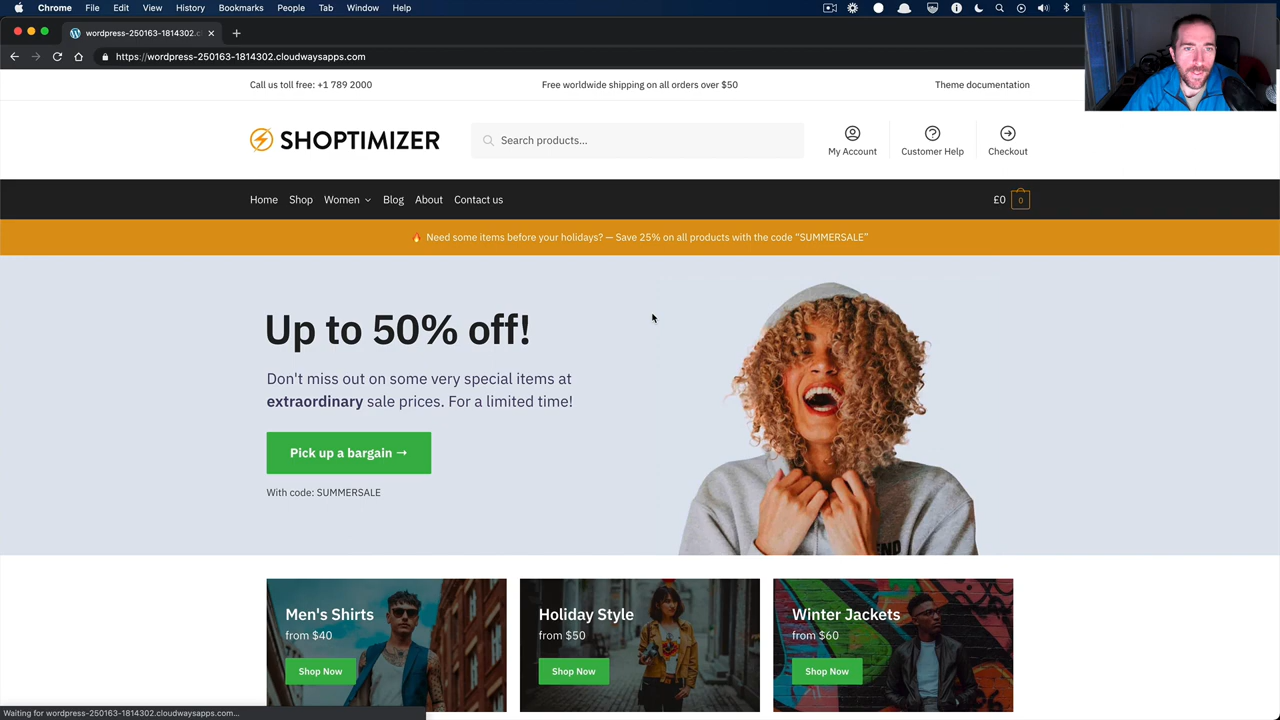 Chrome File Edit View History Bookmarks People Tab Window Help
wordpress-250163-1814302.c
https://wordpress-250163-1814302.cloudwaysapps.com
Call us toll free: +1 789 2000
Free worldwide shipping on all orders over $50
Theme documentation
SHOPTIMIZER
Search products...
My Account
Customer Help
Checkout
Home Shop Women Blog About Contact us
£0 0
🔥 Need some items before your holidays? — Save 25% on all products with the code “SUMMERSALE”
Up to 50% off!
Don't miss out on some very special items at
extraordinary sale prices. For a limited time!
Pick up a bargain →
With code: SUMMERSALE
Men's Shirts
from $40
Shop Now
Holiday Style
from $50
Shop Now
Winter Jackets
from $60
Shop Now
Waiting for wordpress-250163-1814302.cloudwaysapps.com...